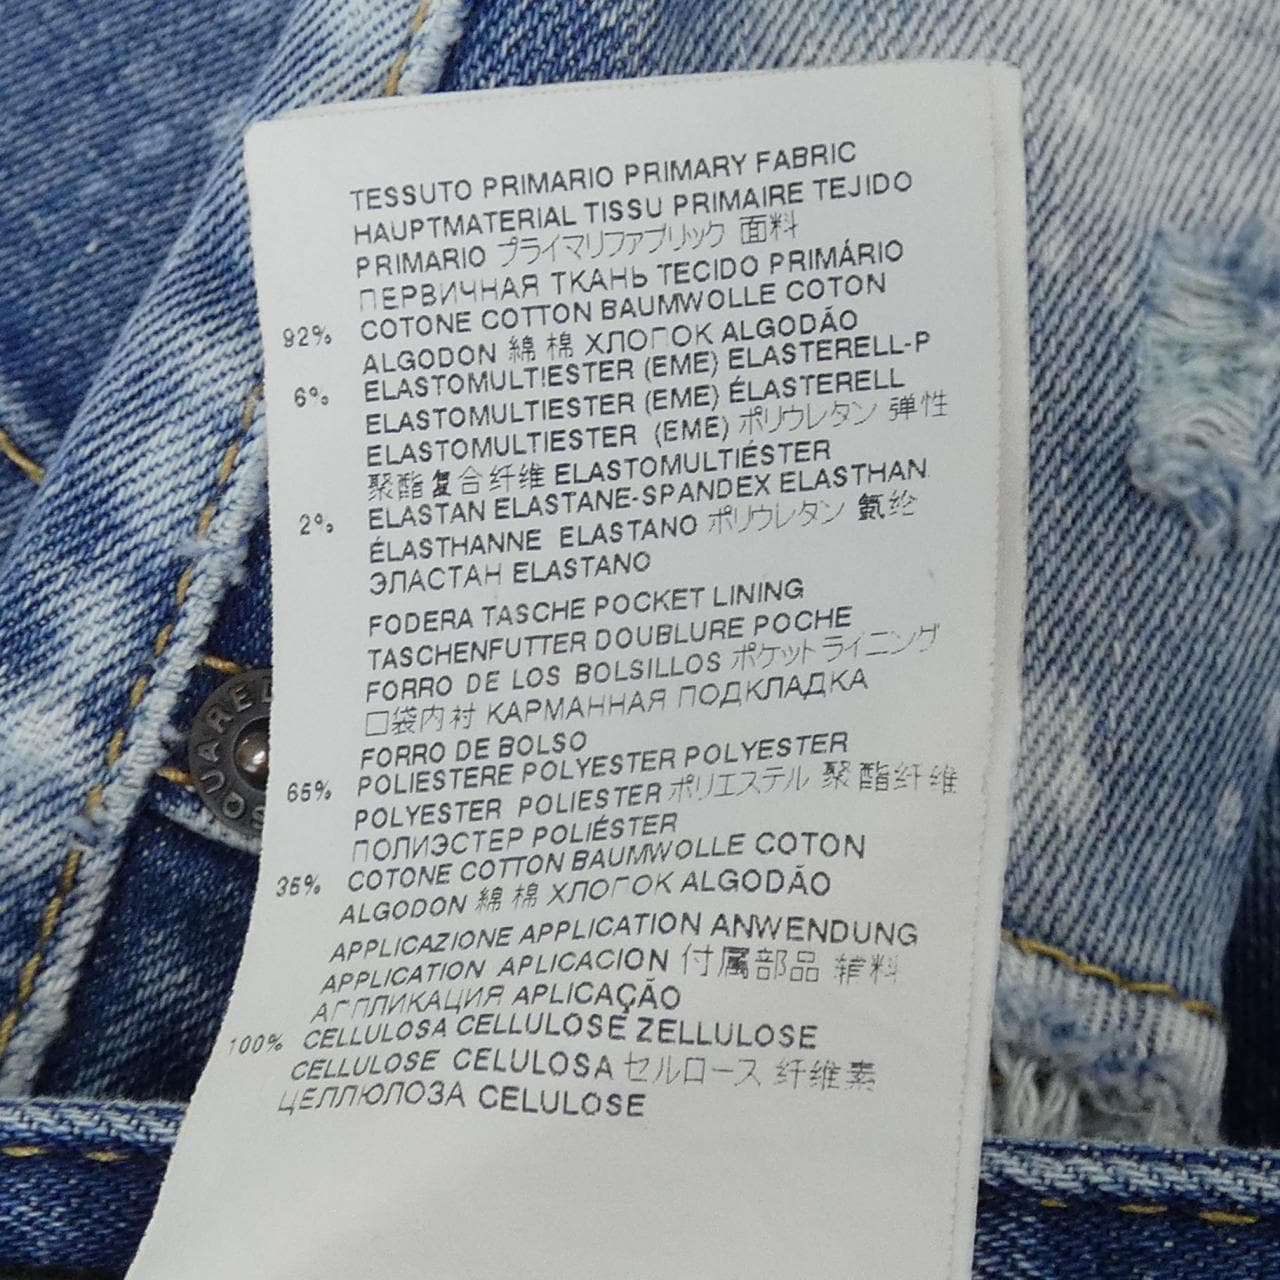 TESSUTO PRIMARIO PRIMARY FABRIC
HAUPTMATERIAL TISSU PRIMAIRE TEJIDO
PRIMARIO プライマリファブリック 面料
ПЕРВИЧНАЯ ТКАНЬ TECIDO PRIMÁRIO
92% COTONE COTTON BAUMWOLLE COTON
ALGODON 綿 棉 ХЛОПОК ALGODÃO
6% ELASTOMULTIESTER (EME) ELASTERELL-P
ELASTOMULTIESTER (EME) ÉLASTERELL
ELASTOMULTIESTER (EME) ポリウレタン 弹性
聚酯复合纤维 ELASTOMULTIÉSTER
2% ELASTAN ELASTANE-SPANDEX ELASTHAN
ÉLASTHANNE ELASTANO ポリウレタン 氨纶
ЭЛАСТАН ELASTANO
FODERA TASCHE POCKET LINING
TASCHENFUTTER DOUBLURE POCHE
FORRO DE LOS BOLSILLOS ポケットライニング
口袋内衬 КАРМАННАЯ ПОДКЛАДКА
FORRO DE BOLSO
65% POLIESTERE POLYESTER POLYESTER
POLYESTER POLIESTER ポリエステル 聚酯纤维
ПОЛИЭСТЕР POLIÉSTER
35% COTONE COTTON BAUMWOLLE COTON
ALGODON 綿 棉 ХЛОПОК ALGODÃO
APPLICAZIONE APPLICATION ANWENDUNG
APPLICATION APLICACION 付属部品 辅料
АППЛИКАЦИЯ APLICAÇÃO
100% CELLULOSA CELLULOSE ZELLULOSE
CELLULOSE CELULOSA セルロース 纤维素
ЦЕЛЛЮЛОЗА CELULOSE